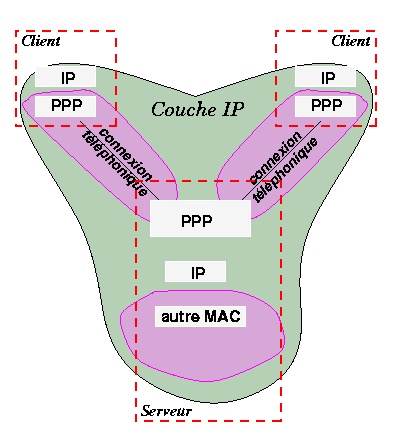 Client
Client
IP
IP
PPP
PPP
Couche IP
connexion
téléphonique
connexion
téléphonique
PPP
IP
autre MAC
Serveur